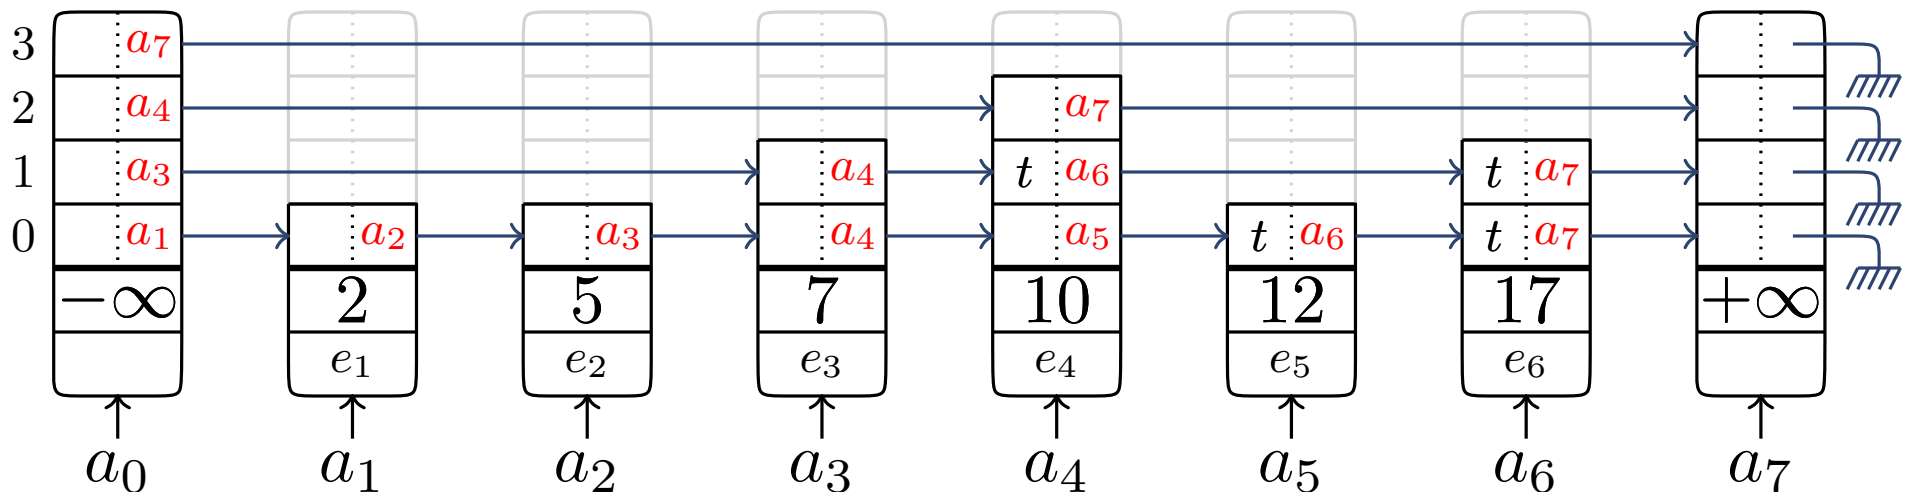 3 a₇
2 a₄ a₇
1 a₃ a₄ t a₆ t a₇
0 a₁ a₂ a₃ a₄ a₅ t a₆ t a₇
−∞ 2 5 7 10 12 17 +∞
e₁ e₂ e₃ e₄ e₅ e₆
a₀ a₁ a₂ a₃ a₄ a₅ a₆ a₇